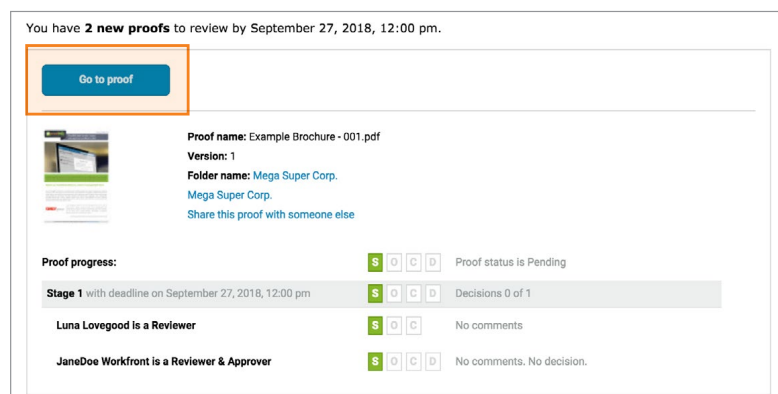 You have 2 new proofs to review by September 27, 2018, 12:00 pm.
Go to proof
Proof name: Example Brochure - 001.pdf
Version: 1
Folder name: Mega Super Corp.
Mega Super Corp.
Share this proof with someone else
Proof progress: S O C D Proof status is Pending
Stage 1 with deadline on September 27, 2018, 12:00 pm S O C D Decisions 0 of 1
Luna Lovegood is a Reviewer S O C No comments
JaneDoe Workfront is a Reviewer & Approver S O C D No comments. No decision.